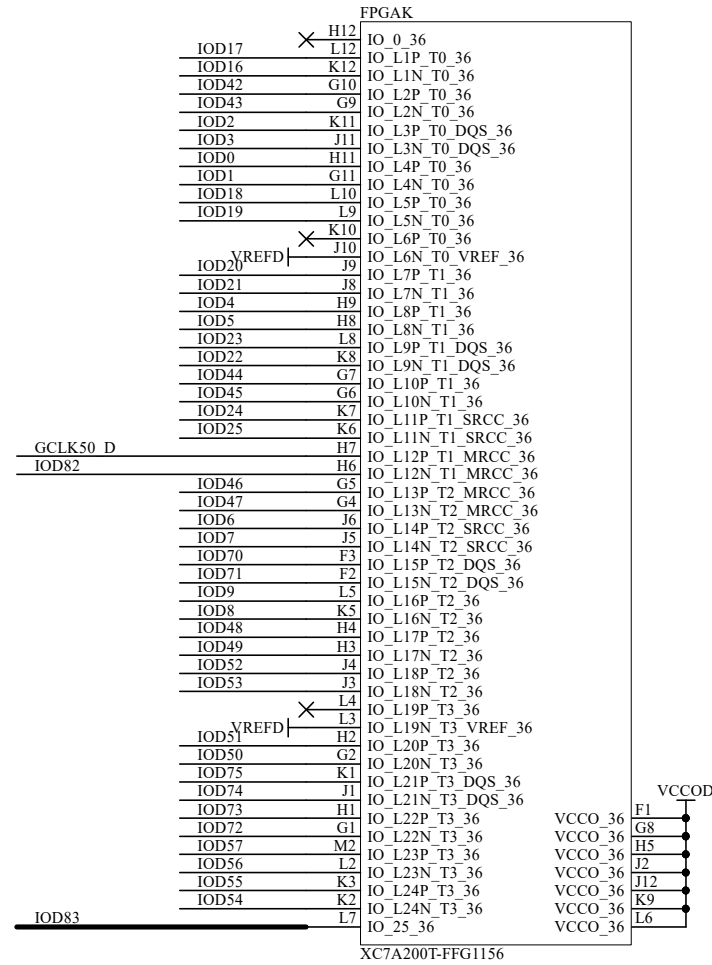 FPGAK
H12 IO_0_36
IOD17 L12 IO_L1P_T0_36
IOD16 K12 IO_L1N_T0_36
IOD42 G10 IO_L2P_T0_36
IOD43 G9 IO_L2N_T0_36
IOD2 K11 IO_L3P_T0_DQS_36
IOD3 J11 IO_L3N_T0_DQS_36
IOD0 H11 IO_L4P_T0_36
IOD1 G11 IO_L4N_T0_36
IOD18 L10 IO_L5P_T0_36
IOD19 L9 IO_L5N_T0_36
K10 IO_L6P_T0_36
VREFD J10 IO_L6N_T0_VREF_36
IOD20 J9 IO_L7P_T1_36
IOD21 J8 IO_L7N_T1_36
IOD4 H9 IO_L8P_T1_36
IOD5 H8 IO_L8N_T1_36
IOD23 L8 IO_L9P_T1_DQS_36
IOD22 K8 IO_L9N_T1_DQS_36
IOD44 G7 IO_L10P_T1_36
IOD45 G6 IO_L10N_T1_36
IOD24 K7 IO_L11P_T1_SRCC_36
IOD25 K6 IO_L11N_T1_SRCC_36
GCLK50_D H7 IO_L12P_T1_MRCC_36
IOD82 H6 IO_L12N_T1_MRCC_36
IOD46 G5 IO_L13P_T2_MRCC_36
IOD47 G4 IO_L13N_T2_MRCC_36
IOD6 J6 IO_L14P_T2_SRCC_36
IOD7 J5 IO_L14N_T2_SRCC_36
IOD70 F3 IO_L15P_T2_DQS_36
IOD71 F2 IO_L15N_T2_DQS_36
IOD9 L5 IO_L16P_T2_36
IOD8 K5 IO_L16N_T2_36
IOD48 H4 IO_L17P_T2_36
IOD49 H3 IO_L17N_T2_36
IOD52 J4 IO_L18P_T2_36
IOD53 J3 IO_L18N_T2_36
L4 IO_L19P_T3_36
VREFD L3 IO_L19N_T3_VREF_36
IOD51 H2 IO_L20P_T3_36
IOD50 G2 IO_L20N_T3_36
IOD75 K1 IO_L21P_T3_DQS_36
IOD74 J1 IO_L21N_T3_DQS_36 VCCOD
IOD73 H1 IO_L22P_T3_36 VCCO_36 F1
IOD72 G1 IO_L22N_T3_36 VCCO_36 G8
IOD57 M2 IO_L23P_T3_36 VCCO_36 H5
IOD56 L2 IO_L23N_T3_36 VCCO_36 J2
IOD55 K3 IO_L24P_T3_36 VCCO_36 J12
IOD54 K2 IO_L24N_T3_36 VCCO_36 K9
IOD83 L7 IO_25_36 VCCO_36 L6
XC7A200T-FFG1156